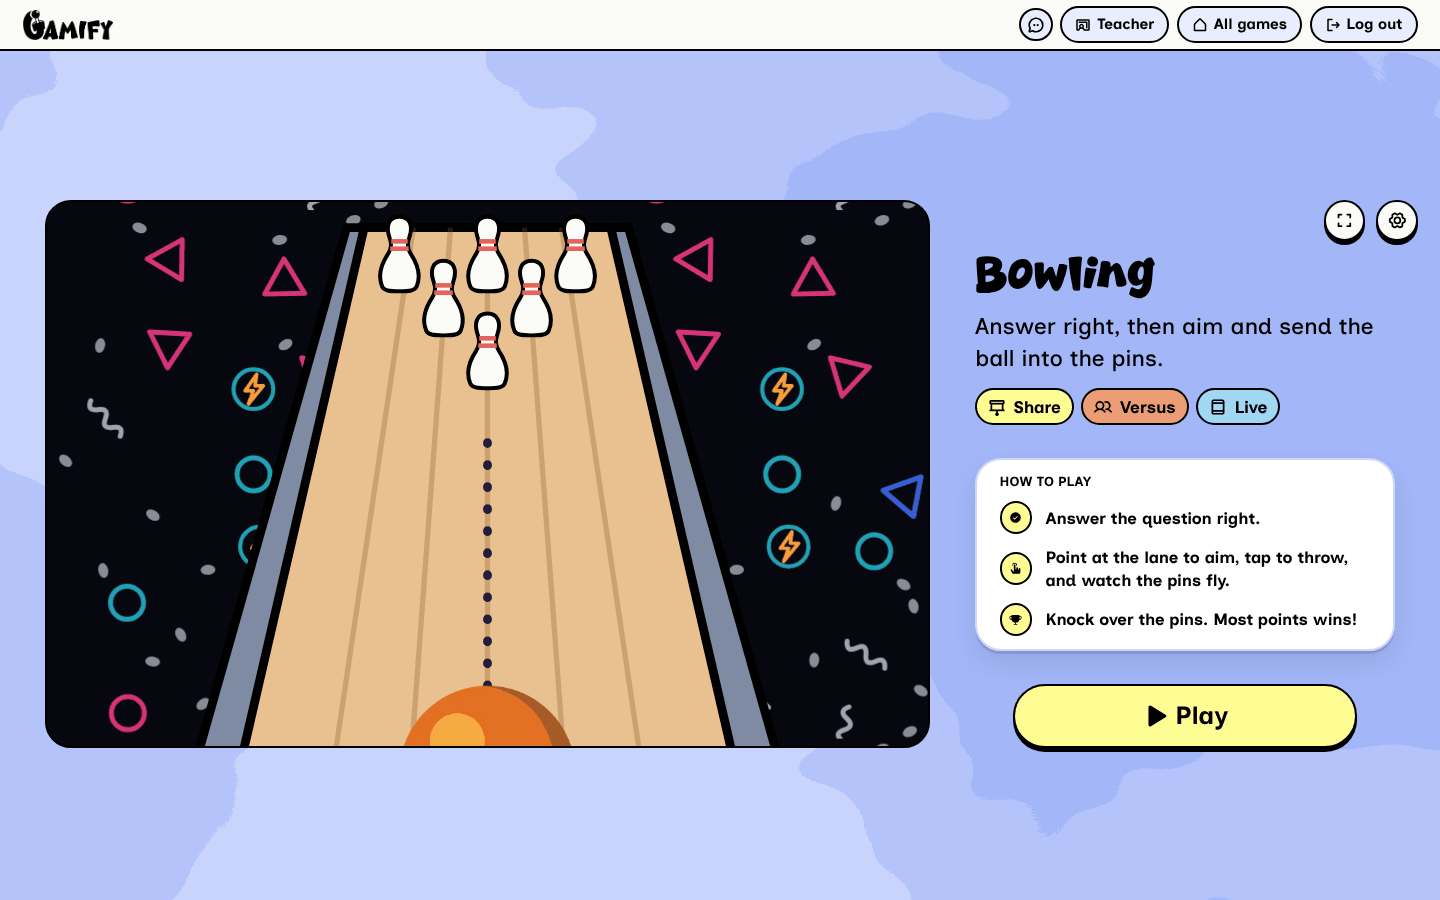 GAMIFY
Teacher
All games
Log out
Bowling
Answer right, then aim and send the
ball into the pins.
Share
Versus
Live
HOW TO PLAY
Answer the question right.
Point at the lane to aim, tap to throw,
and watch the pins fly.
Knock over the pins. Most points wins!
Play